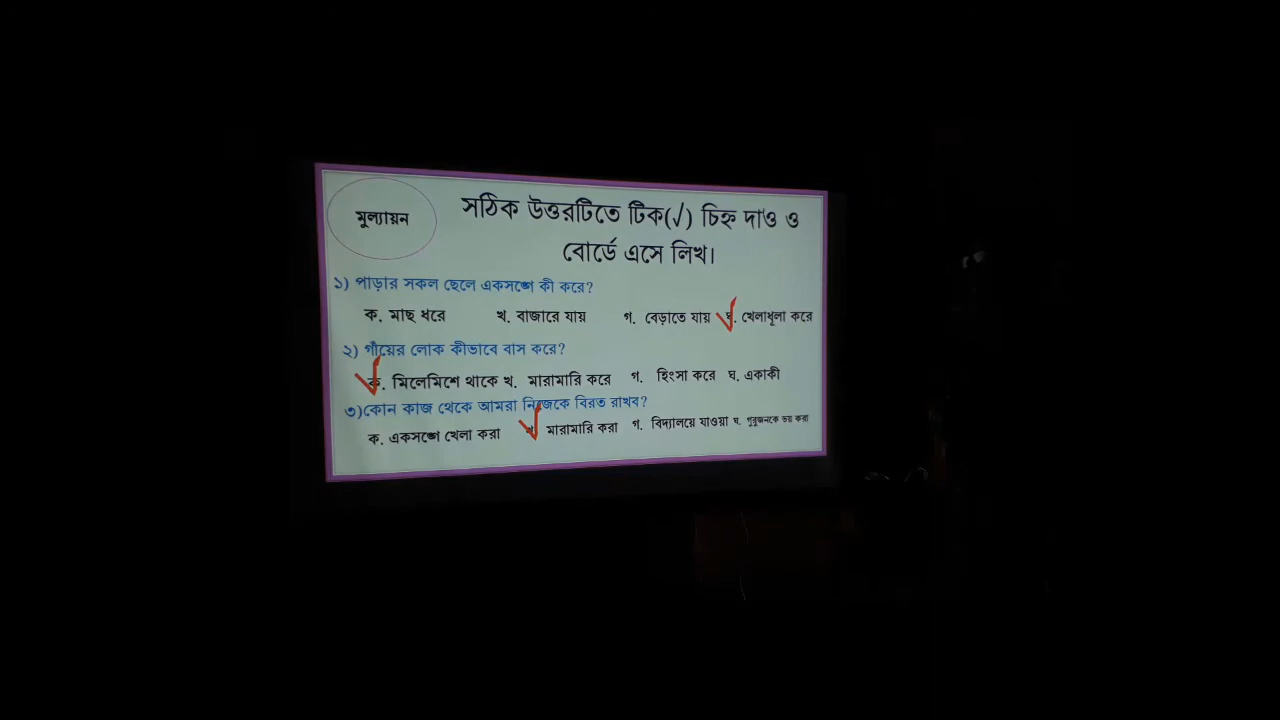 মুল্যায়ন
সঠিক উত্তরটিতে টিক(√) চিহ্ন দাও ও
বোর্ডে এসে লিখ।
১) পাড়ার সকল ছেলে একসঙ্গে কী করে?
ক. মাছ ধরে খ. বাজারে যায় গ. বেড়াতে যায় ঘ. খেলাধূলা করে
২) গাঁয়ের লোক কীভাবে বাস করে?
ক. মিলেমিশে থাকে খ. মারামারি করে গ. হিংসা করে ঘ. একাকী
৩)কোন কাজ থেকে আমরা নিজেকে বিরত রাখব?
ক. একসঙ্গে খেলা করা খ. মারামারি করা গ. বিদ্যালয়ে যাওয়া ঘ. গুরুজনকে ভয় করা